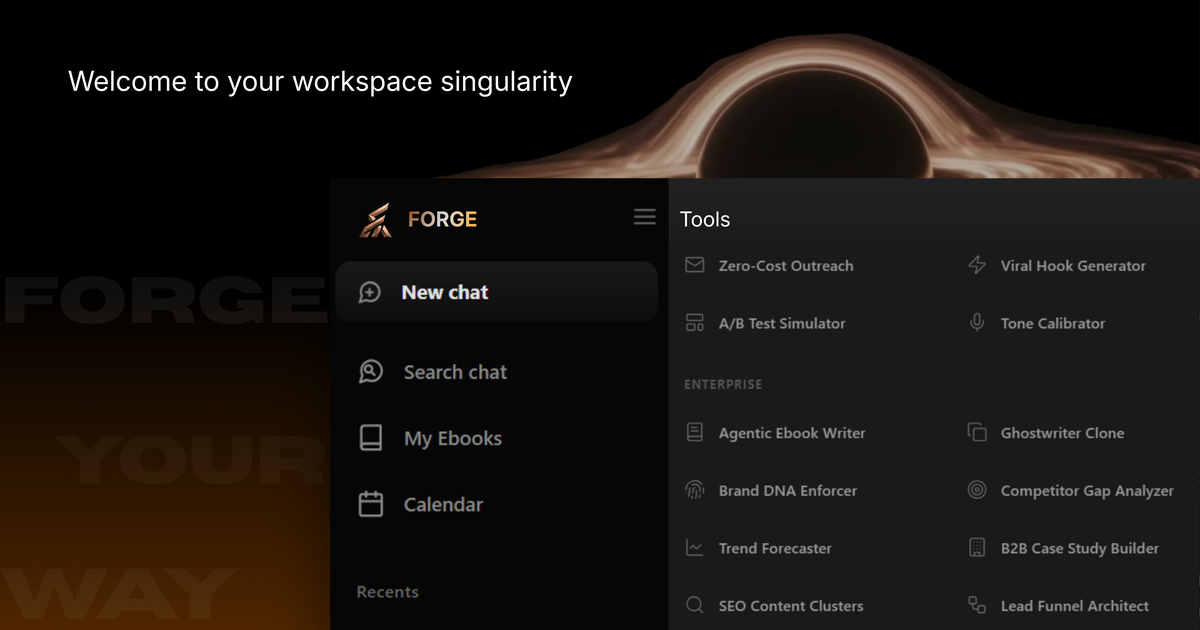 Welcome to your workspace singularity
FORGE
YOUR
WAY
FORGE
New chat
Search chat
My Ebooks
Calendar
Recents
Tools
Zero-Cost Outreach
Viral Hook Generator
A/B Test Simulator
Tone Calibrator
ENTERPRISE
Agentic Ebook Writer
Ghostwriter Clone
Brand DNA Enforcer
Competitor Gap Analyzer
Trend Forecaster
B2B Case Study Builder
SEO Content Clusters
Lead Funnel Architect